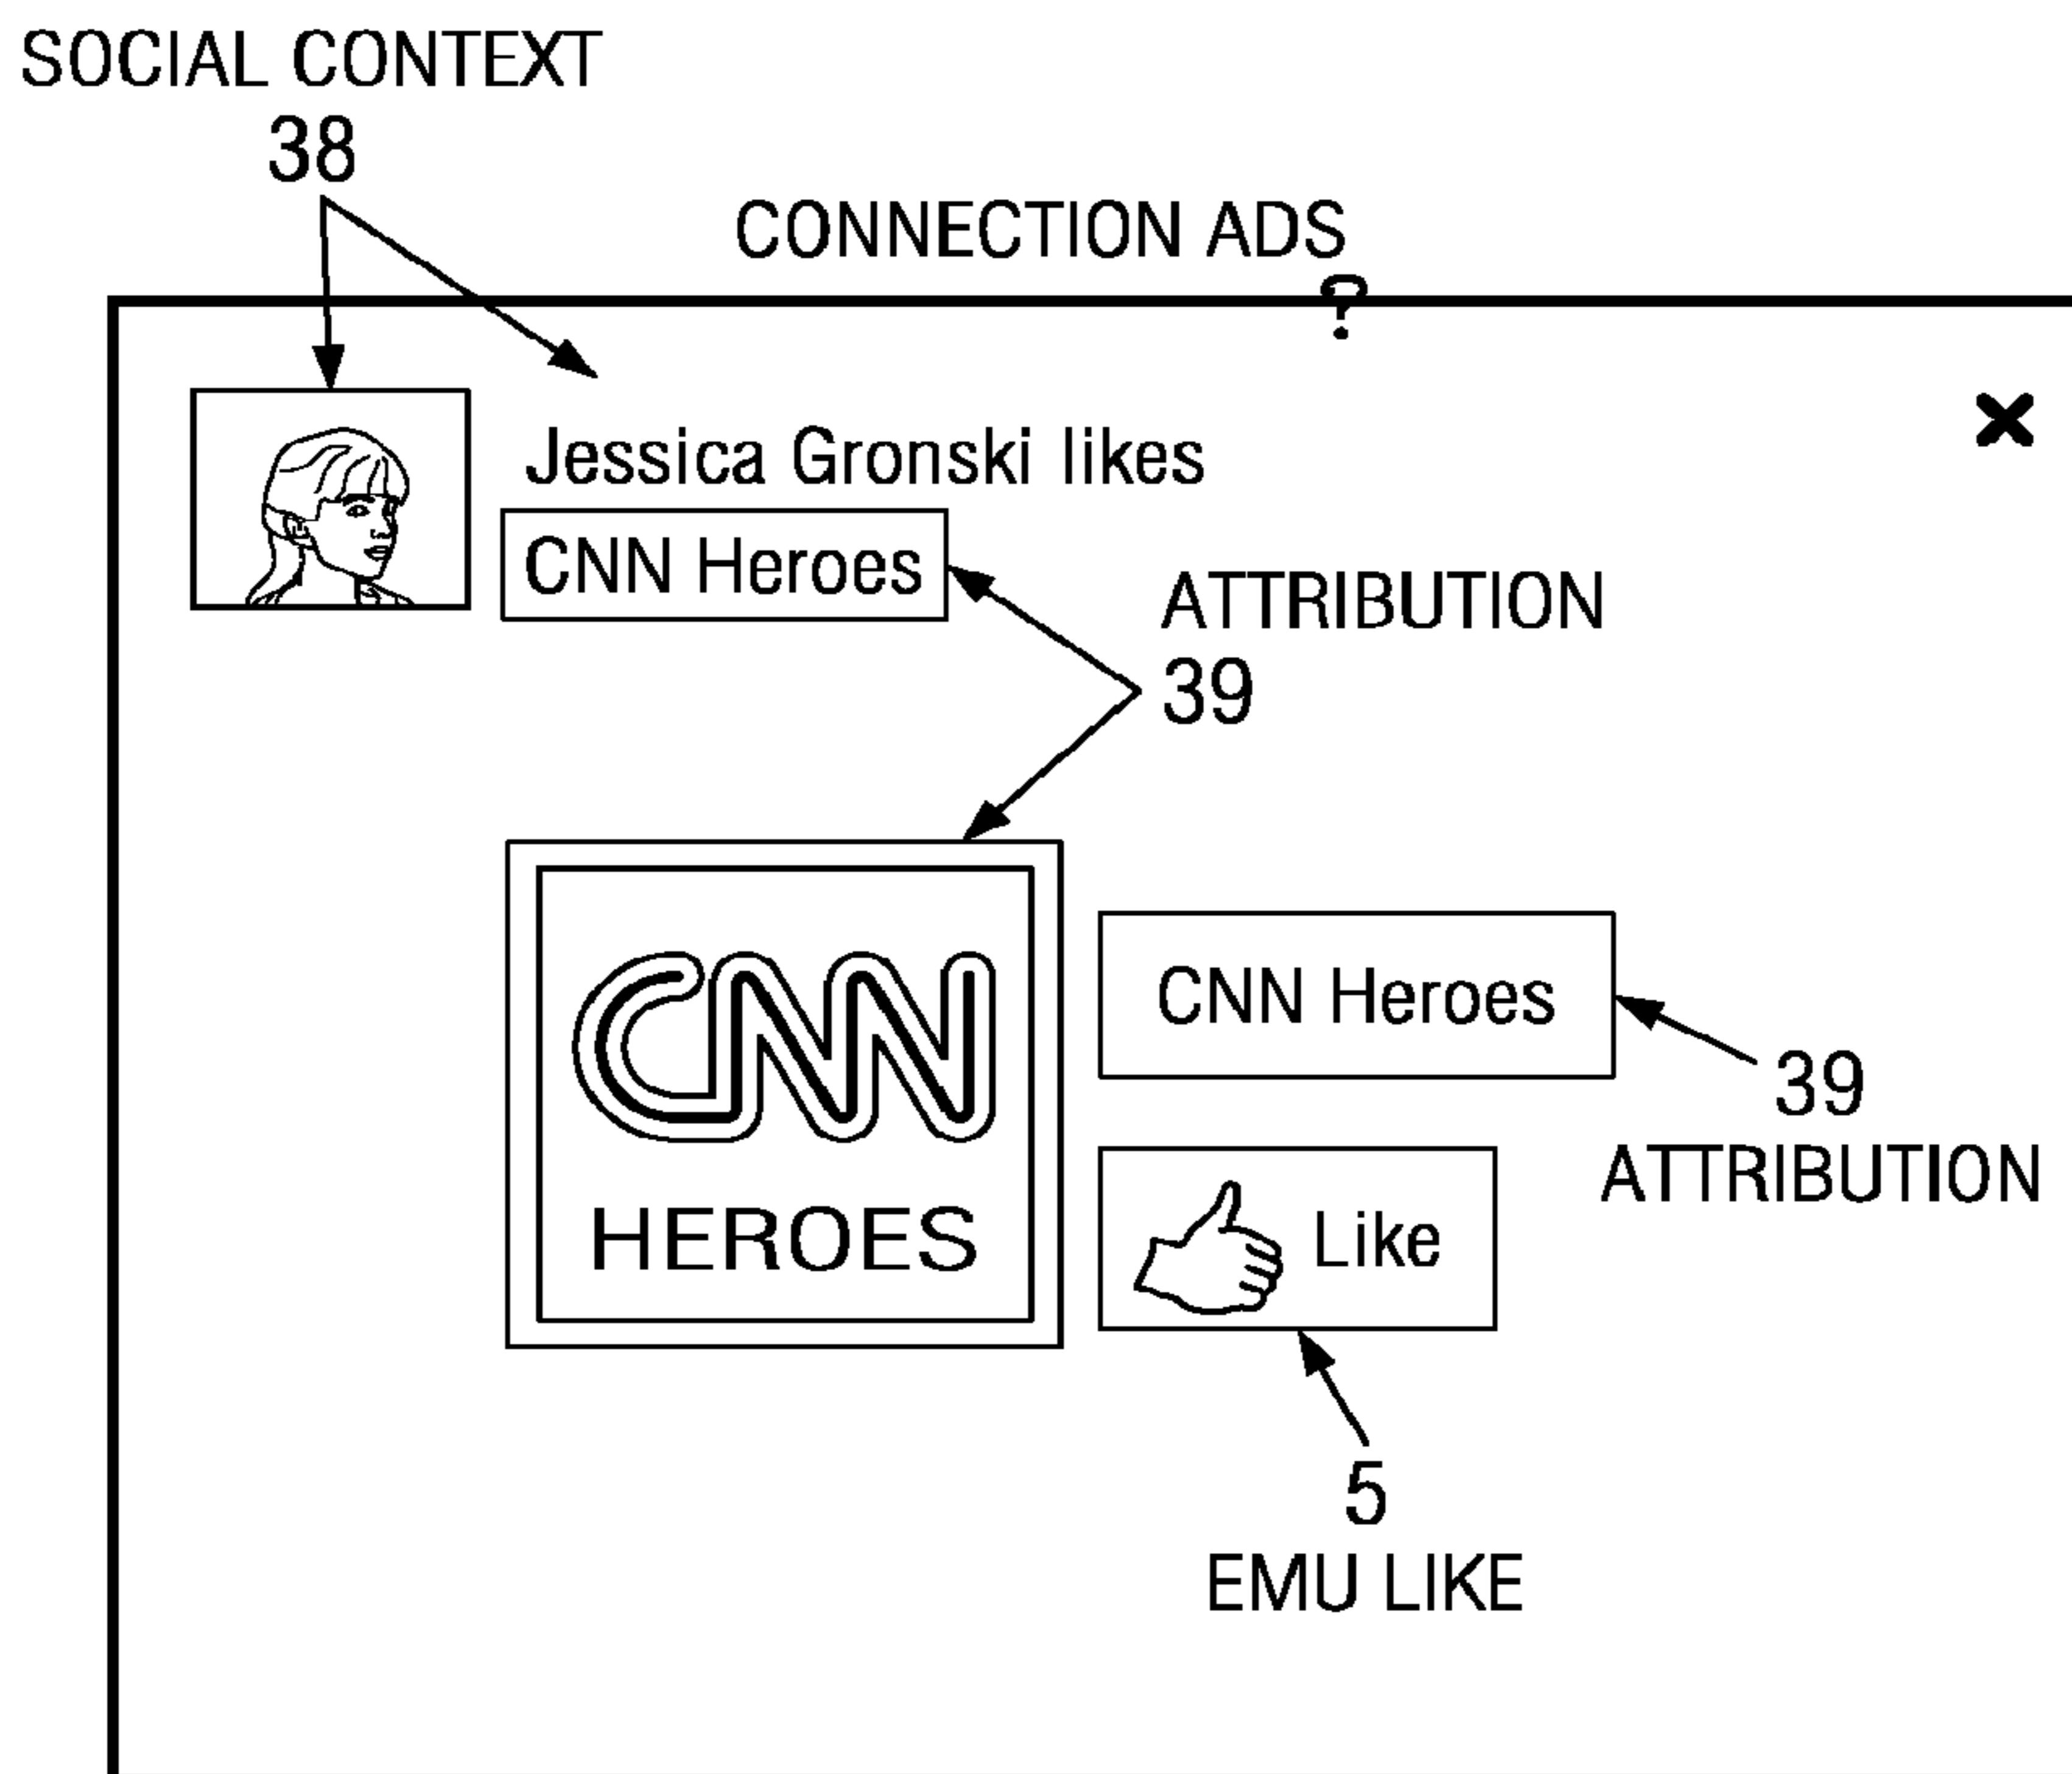 SOCIAL CONTEXT
38
CONNECTION ADS
?
Jessica Gronski likes
CNN Heroes
ATTRIBUTION
39
CNN
HEROES
CNN Heroes
39
ATTRIBUTION
Like
5
EMU LIKE